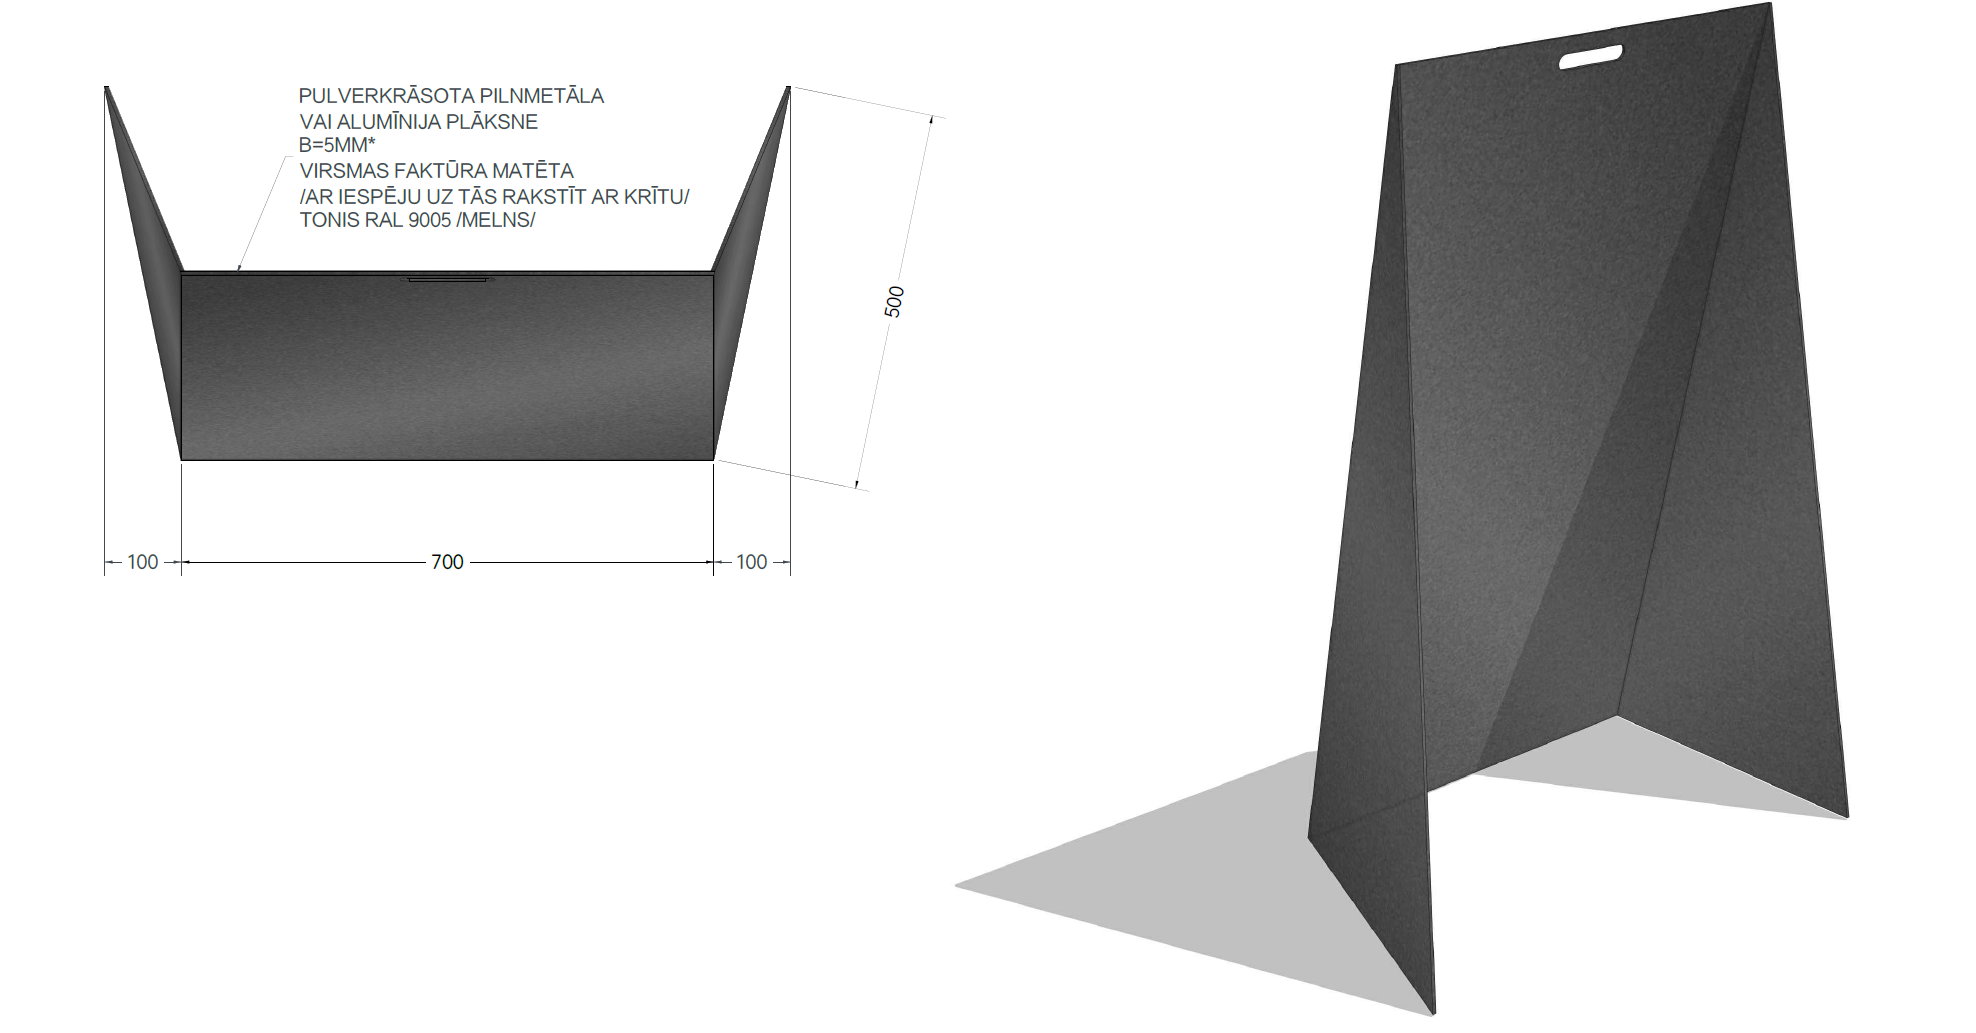 PULVERKRĀSOTA PILNMETĀLA
VAI ALUMĪNIJA PLĀKSNE
B=5MM*
VIRSMAS FAKTŪRA MATĒTA
/AR IESPĒJU UZ TĀS RAKSTĪT AR KRĪTU/
TONIS RAL 9005 /MELNS/
500
100
700
100